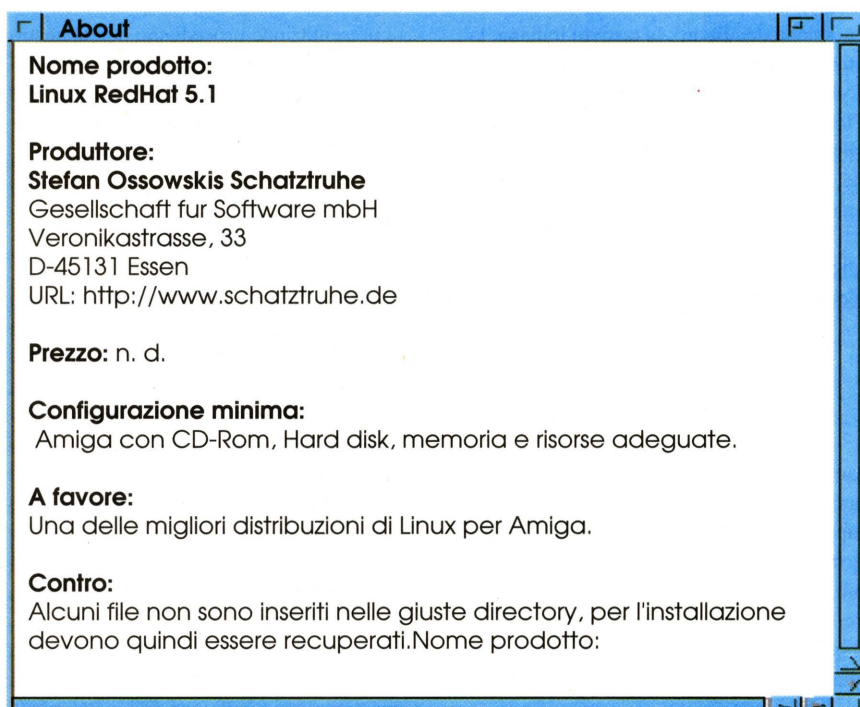 About
Nome prodotto:
Linux RedHat 5.1
Produttore:
Stefan Ossowskis Schatztruhe
Gesellschaft fur Software mbH
Veronikastrasse, 33
D-45131 Essen
URL: http://www.schatztruhe.de
Prezzo: n. d.
Configurazione minima:
Amiga con CD-Rom, Hard disk, memoria e risorse adeguate.
A favore:
Una delle migliori distribuzioni di Linux per Amiga.
Contro:
Alcuni file non sono inseriti nelle giuste directory, per l'installazione
devono quindi essere recuperati.Nome prodotto: